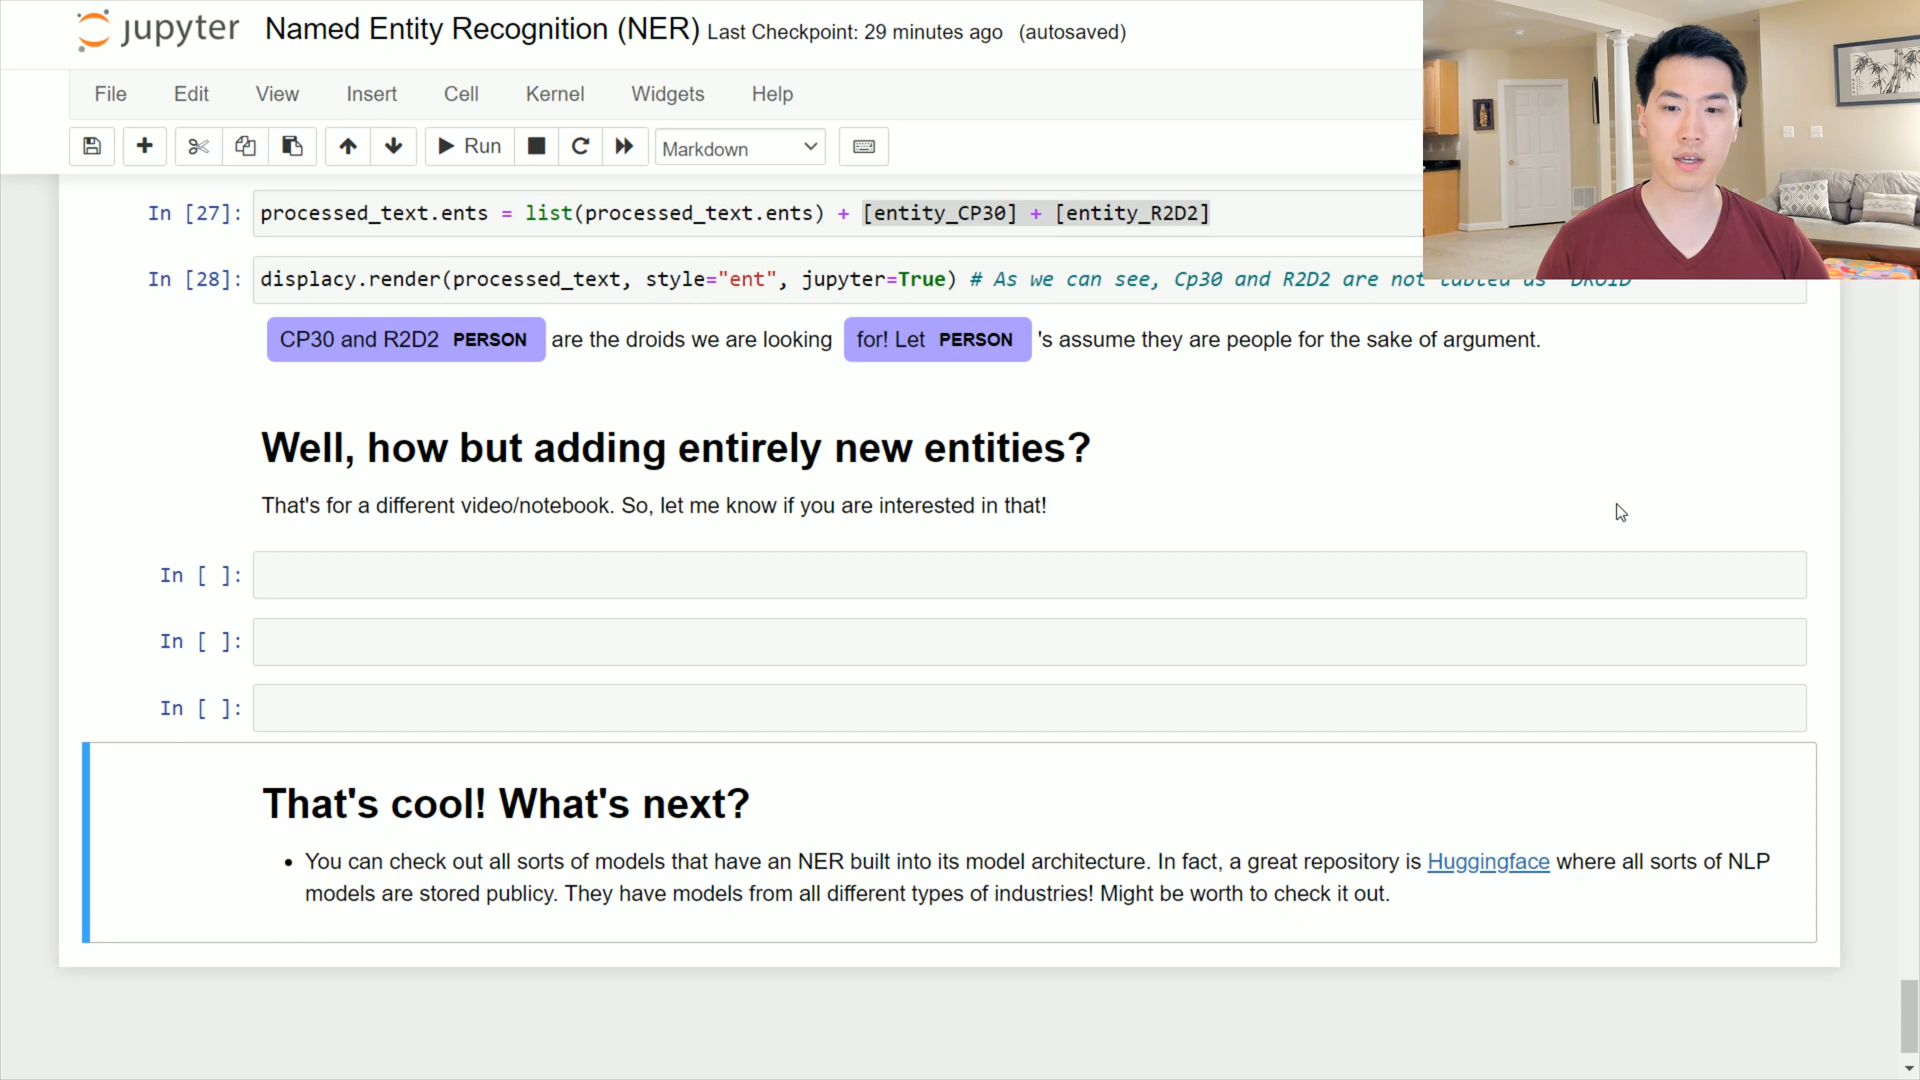 jupyter Named Entity Recognition (NER) Last Checkpoint: 29 minutes ago (autosaved)
File Edit View Insert Cell Kernel Widgets Help
Run Markdown
In [27]: processed_text.ents = list(processed_text.ents) + [entity_CP30] + [entity_R2D2]
In [28]: displacy.render(processed_text, style="ent", jupyter=True) # As we can see, Cp30 and R2D2 are not
CP30 and R2D2 PERSON are the droids we are looking for! Let PERSON 's assume they are people for the sake of argument.
Well, how but adding entirely new entities?
That's for a different video/notebook. So, let me know if you are interested in that!
In [ ]:
In [ ]:
In [ ]:
That's cool! What's next?
• You can check out all sorts of models that have an NER built into its model architecture. In fact, a great repository is Huggingface where all sorts of NLP
models are stored publicy. They have models from all different types of industries! Might be worth to check it out.